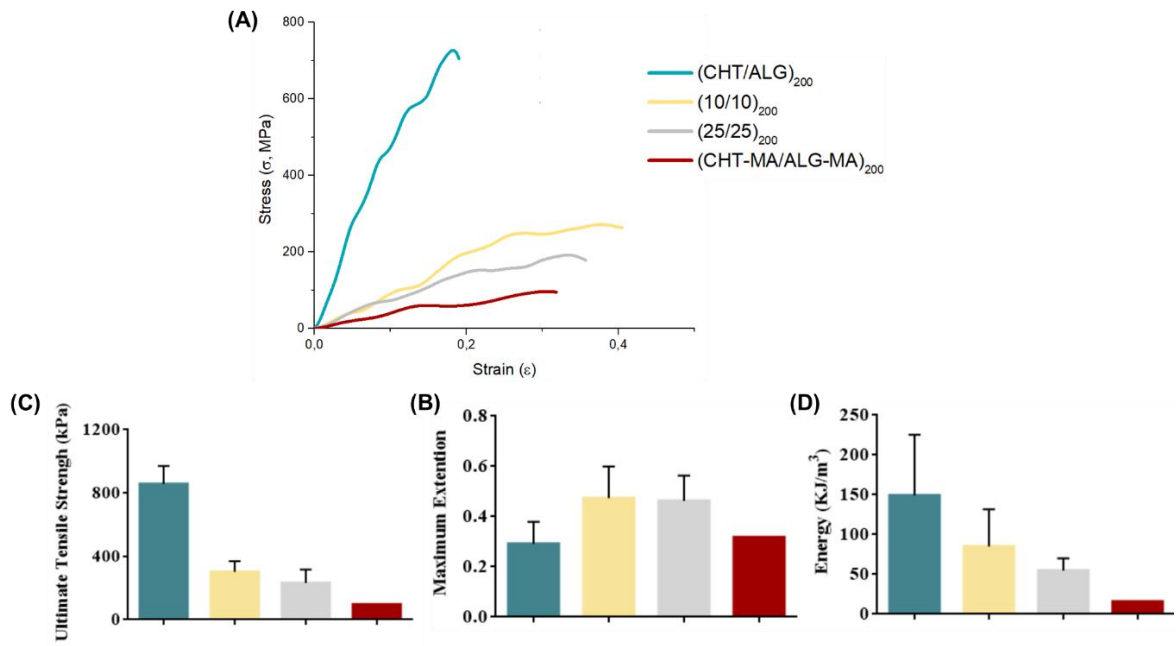 (A)
800
600
400
200
0
Stress (σ, MPa)
0,0
0,2
0,4
Strain (ε)
(CHT/ALG)200
(10/10)200
(25/25)200
(CHT-MA/ALG-MA)200
(C)
Ultimate Tensile Strengh (kPa)
1200
800
400
0
(B)
Maximum Extention
0.8
0.6
0.4
0.2
0.0
(D)
Energy (KJ/m3)
250
200
150
100
50
0